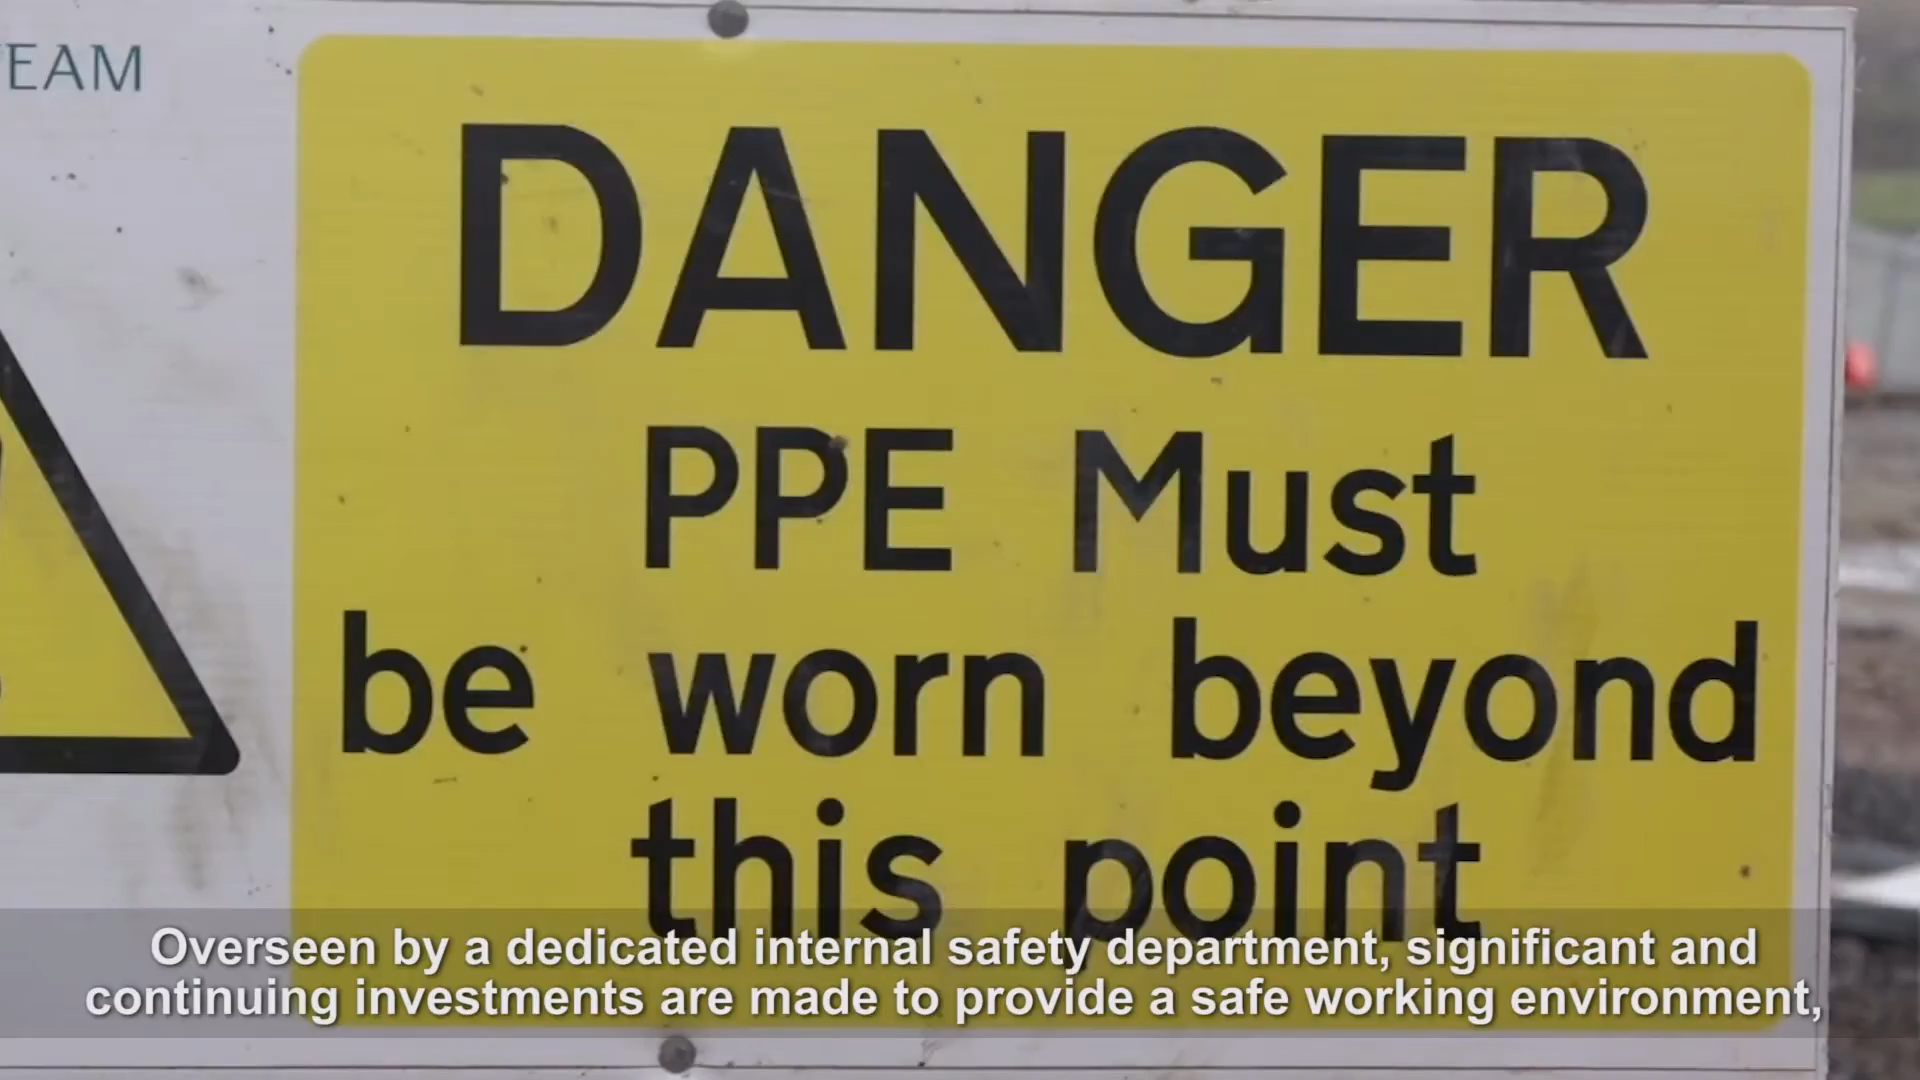 DANGER
PPE Must
be worn beyond
this point
Overseen by a dedicated internal safety department, significant and
continuing investments are made to provide a safe working environment,